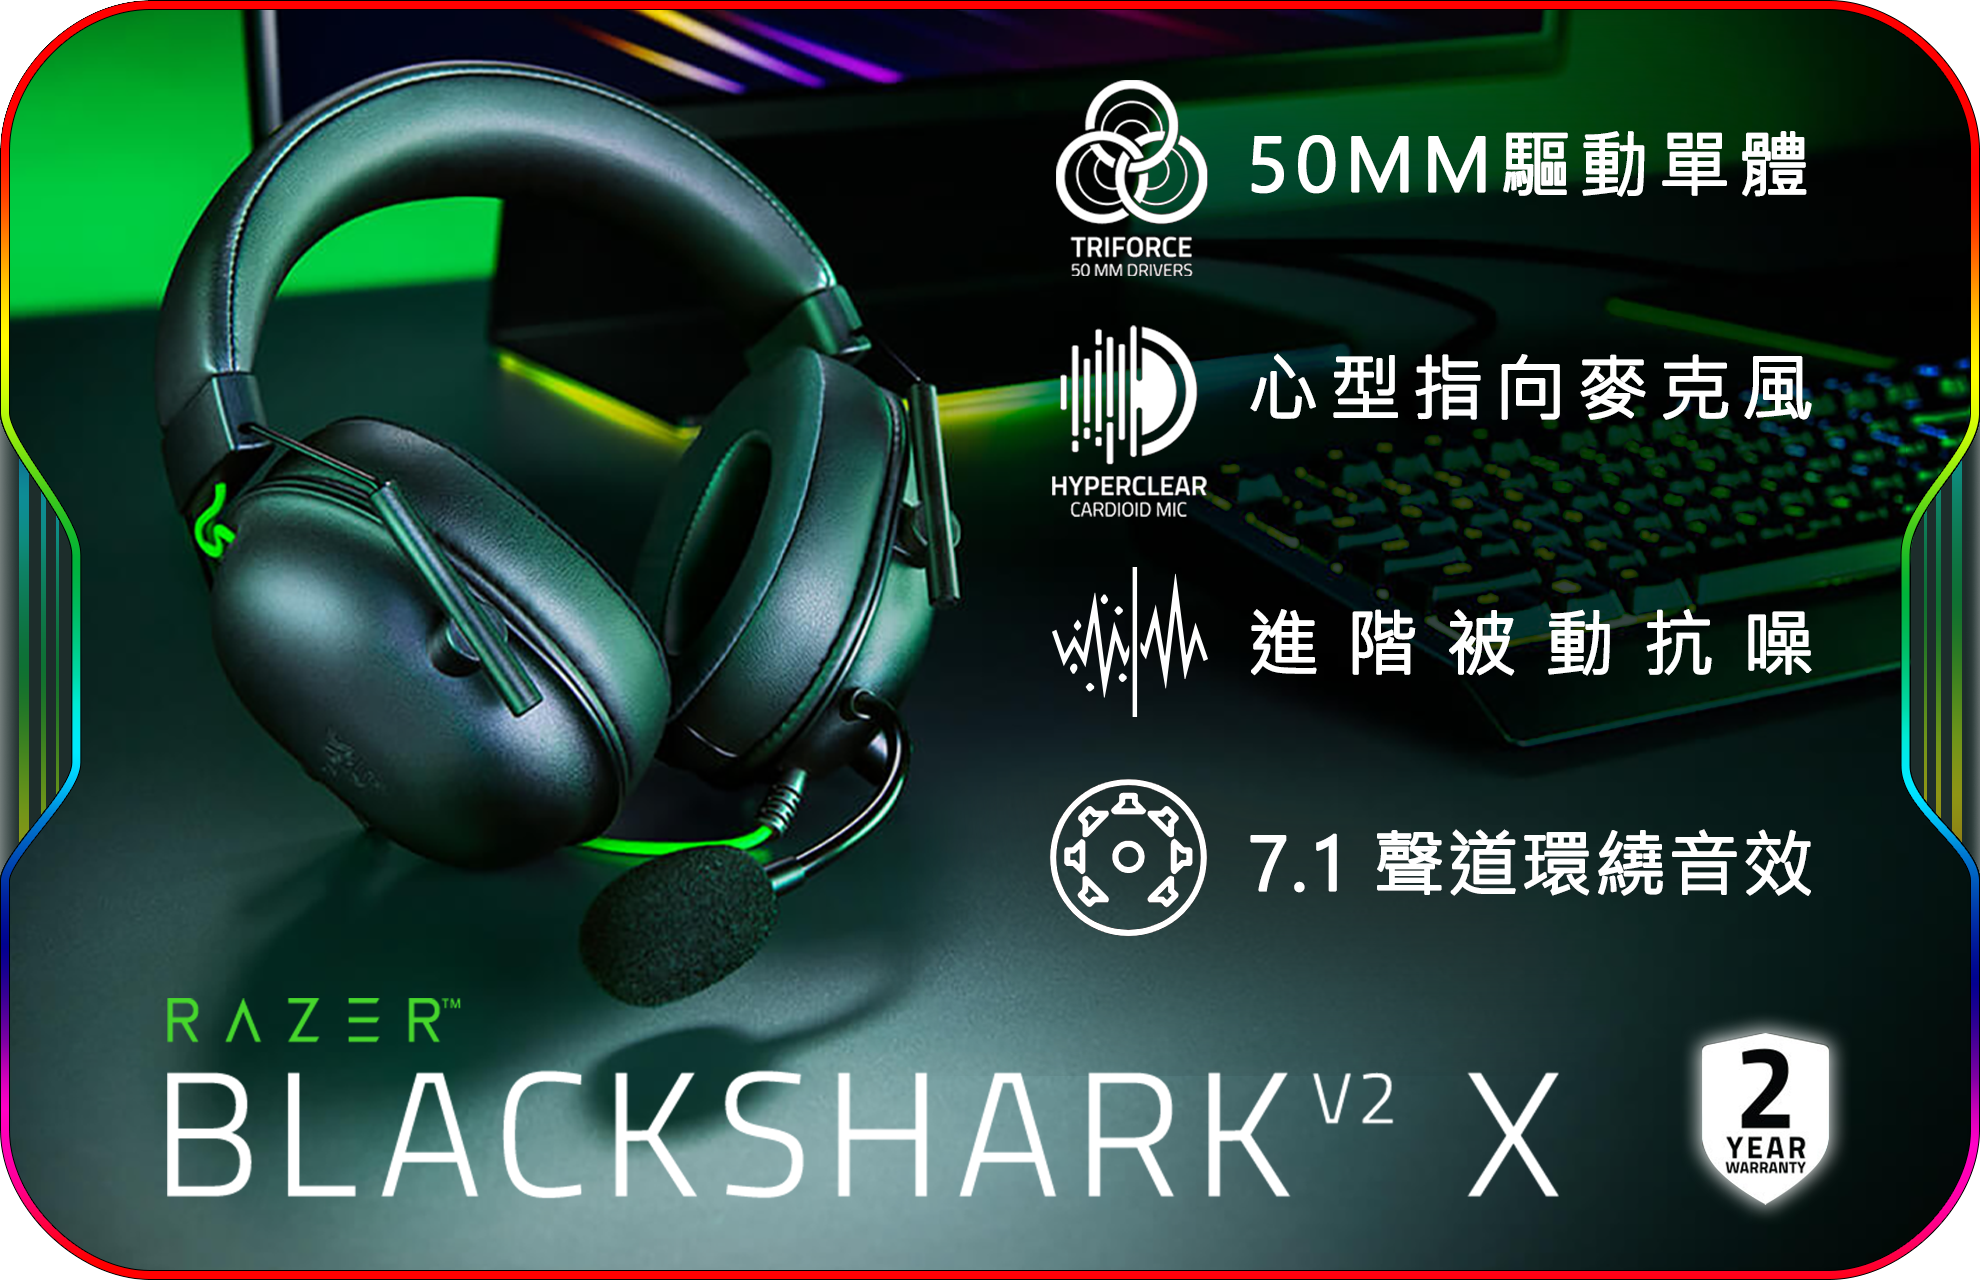 50MM驅動單體
TRIFORCE
50 MM DRIVERS
心型指向麥克風
HYPERCLEAR
CARDIOID MIC
進階被動抗噪
7.1 聲道環繞音效
RAZER™
BLACKSHARK V2 X
2
YEAR
WARRANTY